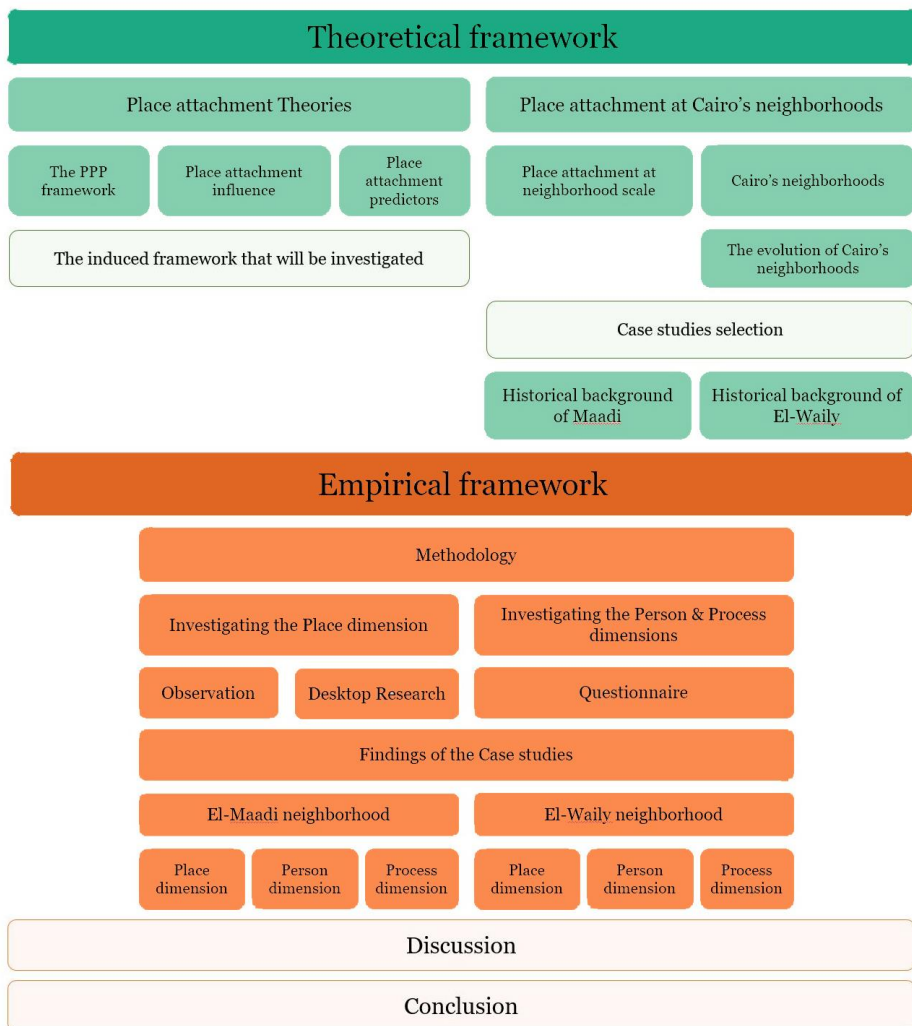 Theoretical framework
Place attachment Theories
Place attachment at Cairo's neighborhoods
The PPP
framework
Place attachment
influence
Place
attachment
predictors
Place attachment at
neighborhood scale
Cairo's neighborhoods
The induced framework that will be investigated
The evolution of Cairo's
neighborhoods
Case studies selection
Historical background
of Maadi
Historical background of
El-Waily
Empirical framework
Methodology
Investigating the Place dimension
Investigating the Person & Process
dimensions
Observation
Desktop Research
Questionnaire
Findings of the Case studies
El-Maadi neighborhood
El-Waily neighborhood
Place
dimension
Person
dimension
Process
dimension
Place
dimension
Person
dimension
Process
dimension
Discussion
Conclusion